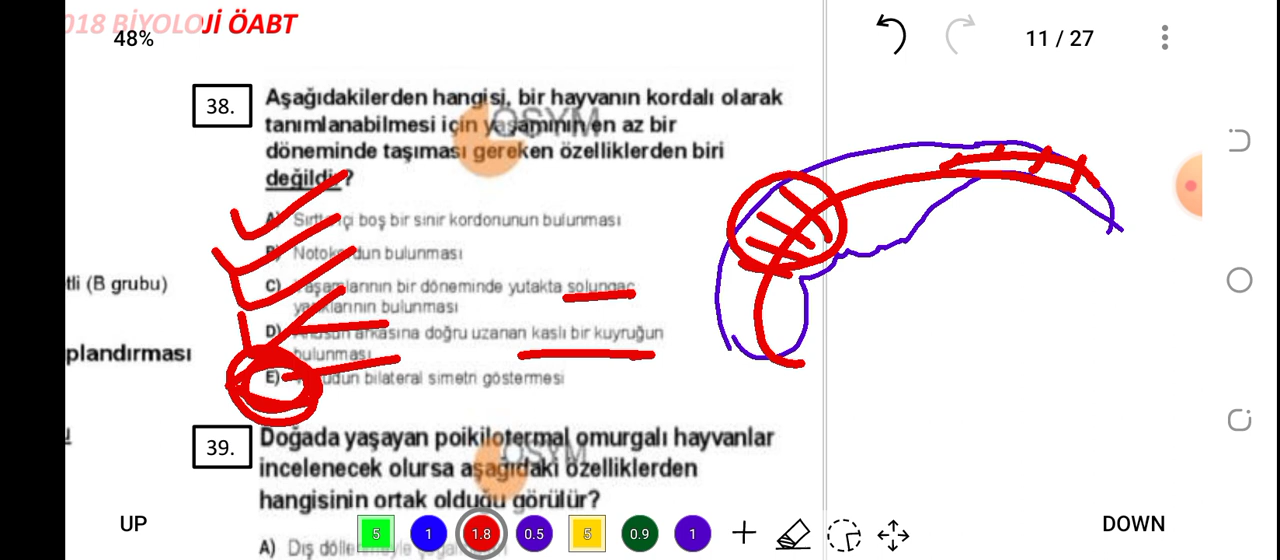 018 BİYOLOJİ ÖABT
48%
11 / 27
38.
Aşağıdakilerden hangisi, bir hayvanın kordalı olarak
tanımlanabilmesi için yaşamının en az bir
döneminde taşıması gereken özelliklerden biri
değildir?
ÖSYM
A) Sırtta içi boş bir sinir kordonunun bulunması
B) Notokordun bulunması
C) Yaşamlarının bir döneminde yutakta solungaç
yarıklarının bulunması
D) Anüsün arkasına doğru uzanan kaslı bir kuyruğun
bulunması
E) Vücudun bilateral simetri göstermesi
tli (B grubu)
plandırması
39.
Doğada yaşayan poikilotermal omurgalı hayvanlar
incelenecek olursa aşağıdaki özelliklerden
hangisinin ortak olduğu görülür?
ÖSYM
A) Dış
UP
5
1
1.8
0.5
5
0.9
1
DOWN